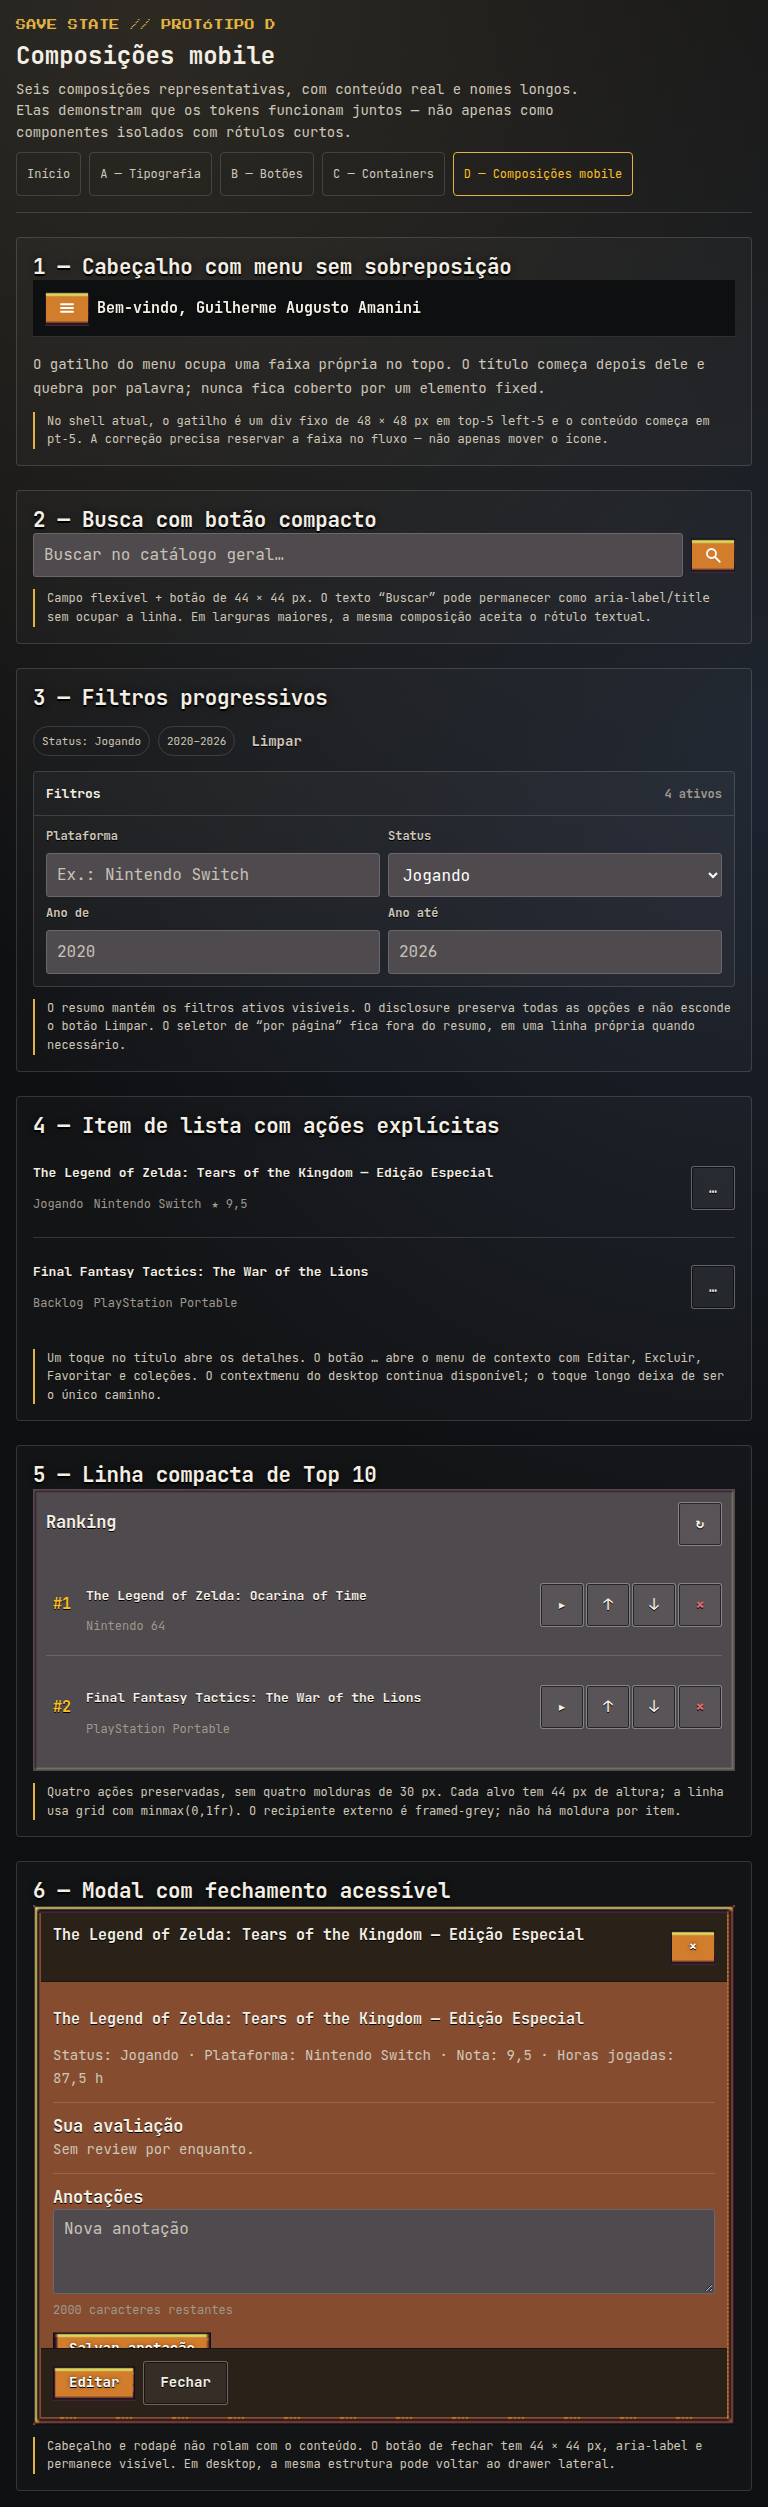 SAVE STATE // PROTÓTIPO D
Composições mobile
Seis composições representativas, com conteúdo real e nomes longos.
Elas demonstram que os tokens funcionam juntos — não apenas como
componentes isolados com rótulos curtos.
Início
A — Tipografia
B — Botões
C — Containers
D — Composições mobile
1 — Cabeçalho com menu sem sobreposição
Bem-vindo, Guilherme Augusto Amanini
O gatilho do menu ocupa uma faixa própria no topo. O título começa depois dele e
quebra por palavra; nunca fica coberto por um elemento fixed.
No shell atual, o gatilho é um div fixo de 48 × 48 px em top-5 left-5 e o conteúdo começa em
pt-5. A correção precisa reservar a faixa no fluxo — não apenas mover o ícone.
2 — Busca com botão compacto
Buscar no catálogo geral…
Campo flexível + botão de 44 × 44 px. O texto “Buscar” pode permanecer como aria-label/title
sem ocupar a linha. Em larguras maiores, a mesma composição aceita o rótulo textual.
3 — Filtros progressivos
Status: Jogando
2020–2026
Limpar
Filtros
4 ativos
Plataforma
Status
Ex.: Nintendo Switch
Jogando
Ano de
Ano até
2020
2026
O resumo mantém os filtros ativos visíveis. O disclosure preserva todas as opções e não esconde
o botão Limpar. O seletor de “por página” fica fora do resumo, em uma linha própria quando
necessário.
4 — Item de lista com ações explícitas
The Legend of Zelda: Tears of the Kingdom — Edição Especial
…
Jogando Nintendo Switch ★ 9,5
Final Fantasy Tactics: The War of the Lions
…
Backlog PlayStation Portable
Um toque no título abre os detalhes. O botão … abre o menu de contexto com Editar, Excluir,
Favoritar e coleções. O contextmenu do desktop continua disponível; o toque longo deixa de ser
o único caminho.
5 — Linha compacta de Top 10
Ranking
↻
#1
The Legend of Zelda: Ocarina of Time
Nintendo 64
▸ ↑ ↓ ×
#2
Final Fantasy Tactics: The War of the Lions
PlayStation Portable
▸ ↑ ↓ ×
Quatro ações preservadas, sem quatro molduras de 30 px. Cada alvo tem 44 px de altura; a linha
usa grid com minmax(0,1fr). O recipiente externo é framed-grey; não há moldura por item.
6 — Modal com fechamento acessível
The Legend of Zelda: Tears of the Kingdom — Edição Especial
×
The Legend of Zelda: Tears of the Kingdom — Edição Especial
Status: Jogando · Plataforma: Nintendo Switch · Nota: 9,5 · Horas jogadas:
87,5 h
Sua avaliação
Sem review por enquanto.
Anotações
Nova anotação
2000 caracteres restantes
Salvar anotação
Editar
Fechar
Cabeçalho e rodapé não rolam com o conteúdo. O botão de fechar tem 44 × 44 px, aria-label e
permanece visível. Em desktop, a mesma estrutura pode voltar ao drawer lateral.